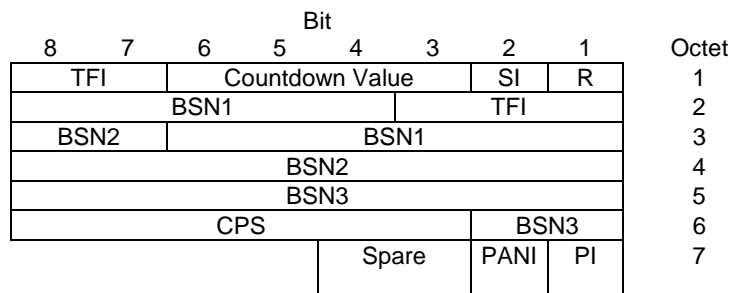 Bit
8 7 6 5 4 3 2 1 Octet
TFI Countdown Value SI R 1
BSN1 TFI 2
BSN2 BSN1 3
BSN2 4
BSN3 5
CPS BSN3 6
Spare PANI PI 7